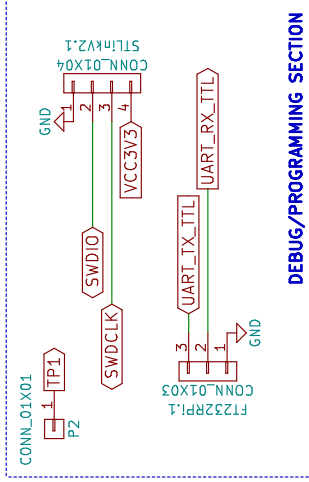 STLinkV2.1
CONN_01X04
1
2
3
4
GND
VCC3V3
SWDIO
SWDCLK
UART_RX_TTL
UART_TX_TTL
3
2
1
GND
CONN_01X03
FT232RPi.1
TP1
1
P2
CONN_01X01
DEBUG/PROGRAMMING SECTION